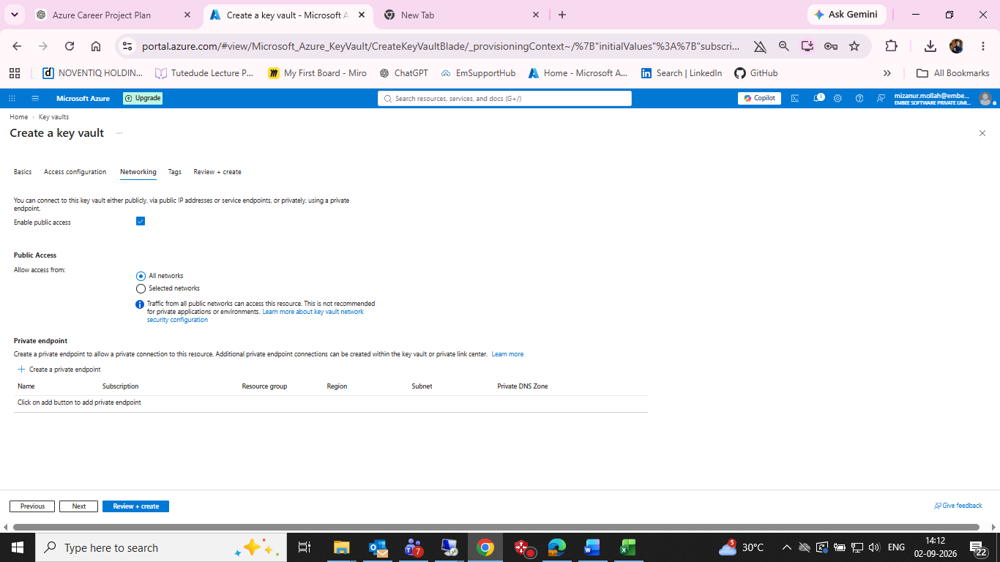 Azure Career Project Plan
Create a key vault - Microsoft A
New Tab
Ask Gemini
portal.azure.com/#view/Microsoft_Azure_KeyVault/CreateKeyVaultBlade/_provisioningContext~/%7B"initialValues"%3A%7B"subscri...
NOVENTIQ HOLDIN...
Tutedude Lecture P...
My First Board - Miro
ChatGPT
EmSupportHub
Home - Microsoft A...
Search | LinkedIn
GitHub
All Bookmarks
Microsoft Azure
Upgrade
Search resources, services, and docs (G+/)
Copilot
3
mizanur.mollah@embe...
EMBEE SOFTWARE PRIVATE LIMI...
Home > Key vaults
Create a key vault ...
Basics
Access configuration
Networking
Tags
Review + create
You can connect to this key vault either publicly, via public IP addresses or service endpoints, or privately, using a private
endpoint.
Enable public access
Public Access
Allow access from:
All networks
Selected networks
Traffic from all public networks can access this resource. This is not recommended
for private applications or environments. Learn more about key vault network
security configuration
Private endpoint
Create a private endpoint to allow a private connection to this resource. Additional private endpoint connections can be created within the key vault or private link center. Learn more
Create a private endpoint
Name Subscription Resource group Region Subnet Private DNS Zone
Click on add button to add private endpoint
Previous
Next
Review + create
Give feedback
Type here to search
7
5
30°C
ENG
14:12
02-09-2026
22